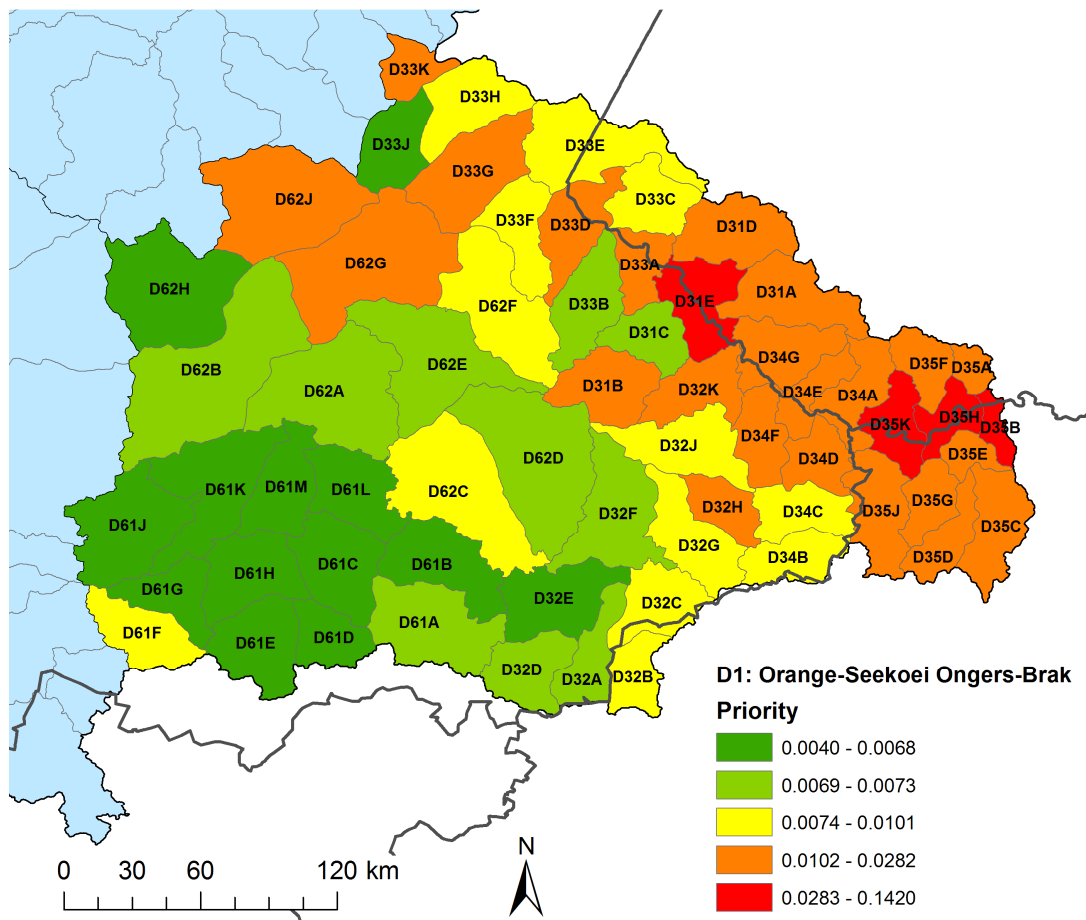 D33K
D33H
D33J
D33E
D33G
D62J
D33C
D33F
D33D
D31D
D62G
D33A
D62H
D31A
D33B
D31E
D62F
D31C
D34G
D62E
D62B
D35F
D35A
D31B
D32K
D62A
D34E
D34A
D35H
D35K
D35B
D34F
D32J
D35E
D62D
D34D
D61K
D61M
D61L
D62C
D35G
D32H
D35J
D32F
D34C
D61J
D35C
D32G
D34B
D35D
D61C
D61B
D61H
D61G
D32E
D32C
D61A
D61F
D61E
D61D
D32D
D32A
D32B
D1: Orange-Seekoei Ongers-Brak
Priority
0.0040 - 0.0068
0.0069 - 0.0073
0.0074 - 0.0101
0.0102 - 0.0282
0.0283 - 0.1420
N
0 30 60 120 km